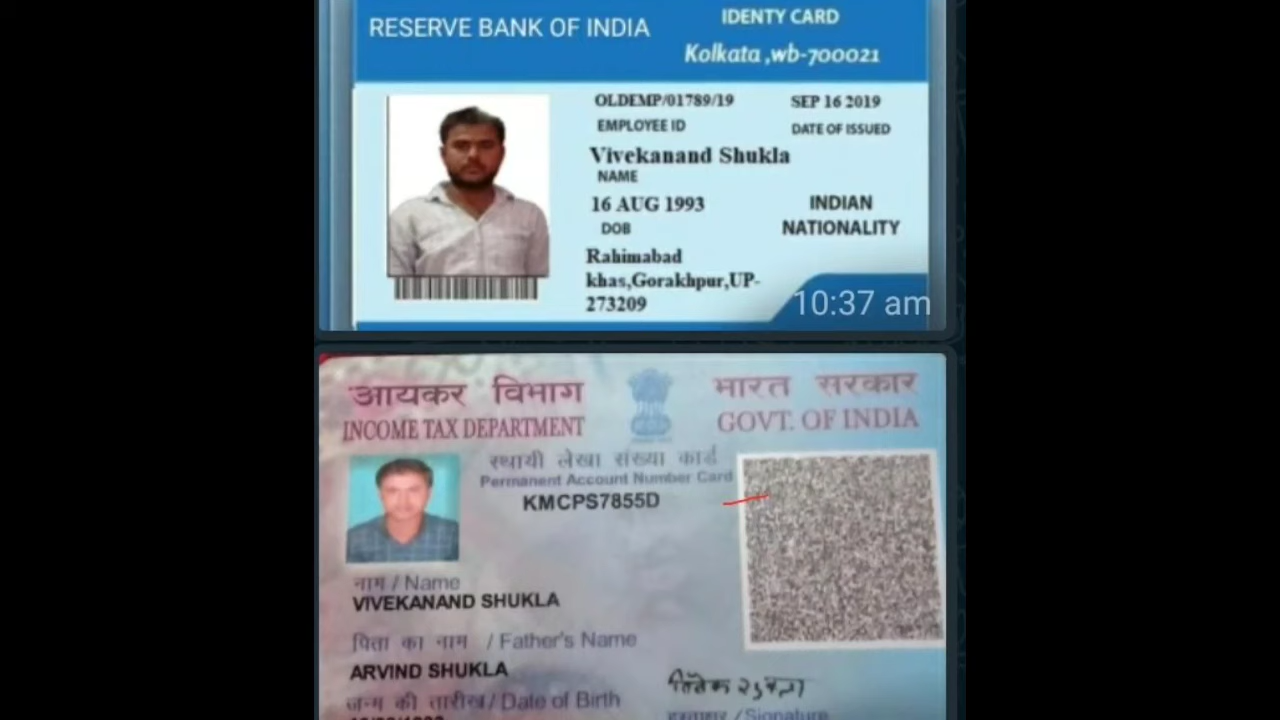 RESERVE BANK OF INDIA
IDENTY CARD
Kolkata ,wb-700021
OLDEMP/01789/19
SEP 16 2019
EMPLOYEE ID
DATE OF ISSUED
Vivekanand Shukla
NAME
16 AUG 1993
INDIAN
DOB
NATIONALITY
Rahimabad
khas,Gorakhpur,UP-
273209
10:37 am
आयकर विभाग
भारत सरकार
INCOME TAX DEPARTMENT
GOVT. OF INDIA
स्थायी लेखा संख्या कार्ड
Permanent Account Number Card
KMCPS7855D
नाम / Name
VIVEKANAND SHUKLA
पिता का नाम / Father's Name
ARVIND SHUKLA
जन्म की तारीख / Date of Birth
हस्ताक्षर / Signature